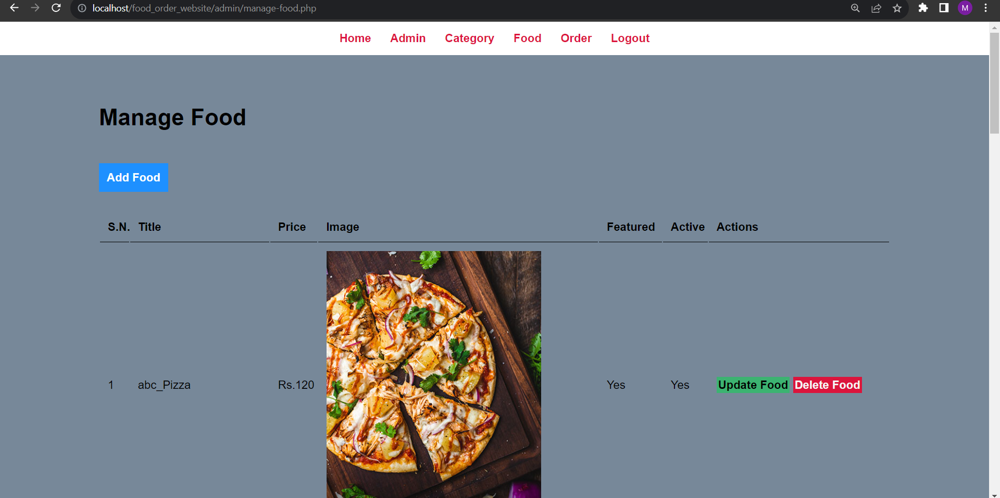 localhost/food_order_website/admin/manage-food.php
M
Home Admin Category Food Order Logout
Manage Food
Add Food
S.N. Title Price Image Featured Active Actions
1 abc_Pizza Rs.120 Yes Yes Update Food Delete Food